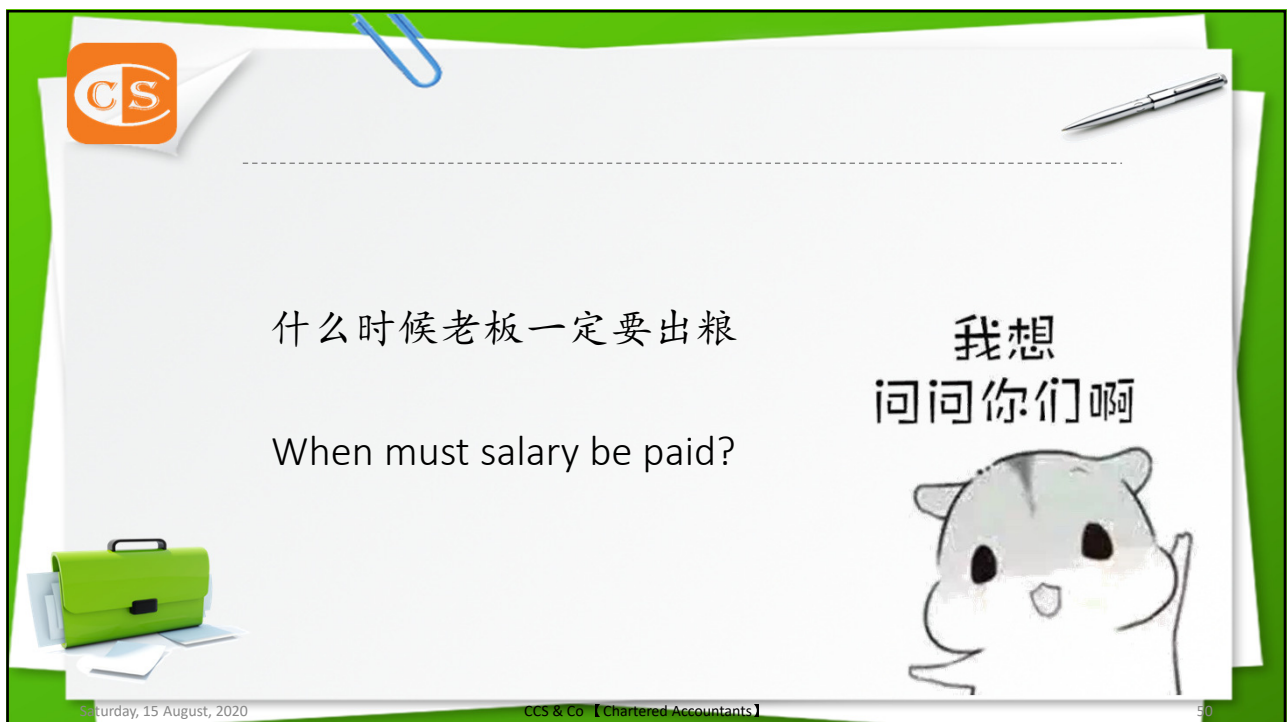 CS
什么时候老板一定要出粮
When must salary be paid?
我想
问问你们啊
Saturday, 15 August, 2020
CCS & Co 【Chartered Accountants】
50